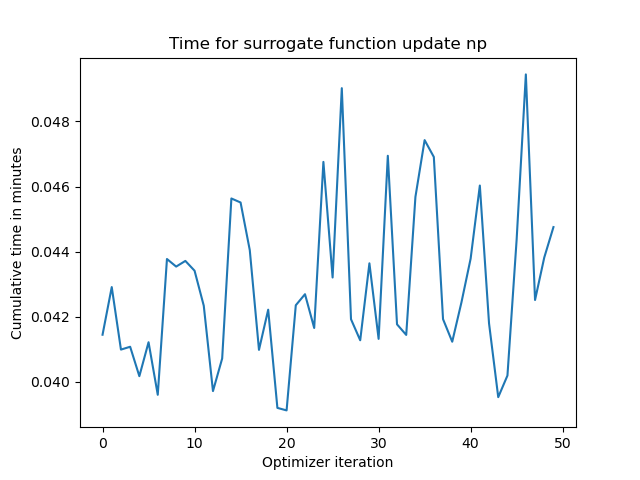 Time for surrogate function update np
Cumulative time in minutes
0.048
0.046
0.044
0.042
0.040
0 10 20 30 40 50
Optimizer iteration